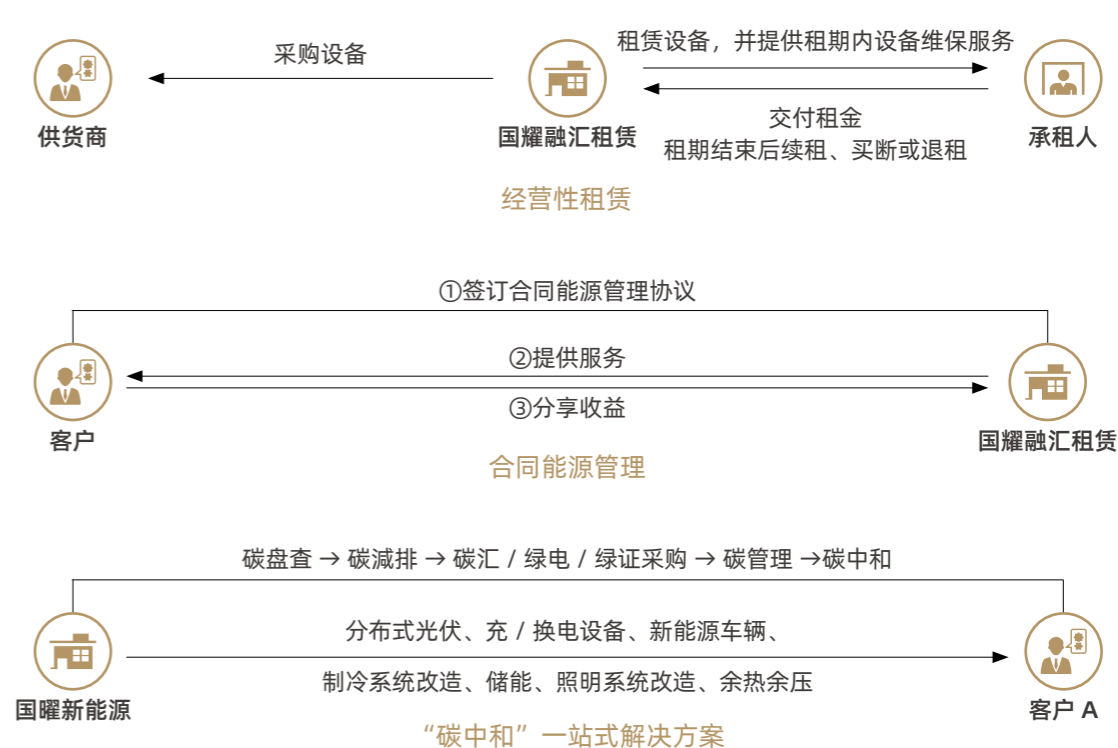 采购设备
租赁设备，并提供租期内设备维保服务
供货商
国耀融汇租赁
交付租金
租期结束后续租、买断或退租
承租人
经营性租赁
①签订合同能源管理协议
②提供服务
③分享收益
客户
国耀融汇租赁
合同能源管理
碳盘查 → 碳减排 → 碳汇 / 绿电 / 绿证采购 → 碳管理 →碳中和
分布式光伏、充 / 换电设备、新能源车辆、
制冷系统改造、储能、照明系统改造、余热余压
国曜新能源
客户 A
“碳中和”一站式解决方案